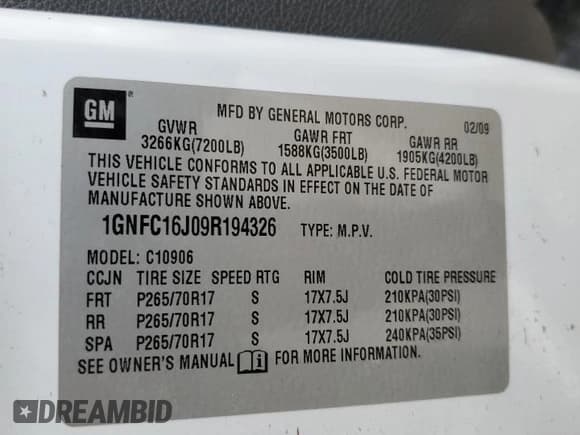 GM
®
MFD BY GENERAL MOTORS CORP. 02/09
GVWR GAWR FRT GAWR RR
3266KG(7200LB) 1588KG(3500LB) 1905KG(4200LB)
THIS VEHICLE CONFORMS TO ALL APPLICABLE U.S. FEDERAL MOTOR
VEHICLE SAFETY STANDARDS IN EFFECT ON THE DATE OF
MANUFACTURE SHOWN ABOVE.
1GNFC16J09R194326 TYPE: M.P.V.
MODEL: C10906
CCJN TIRE SIZE SPEED RTG RIM COLD TIRE PRESSURE
FRT P265/70R17 S 17X7.5J 210KPA(30PSI)
RR P265/70R17 S 17X7.5J 210KPA(30PSI)
SPA P265/70R17 S 17X7.5J 240KPA(35PSI)
SEE OWNER'S MANUAL FOR MORE INFORMATION.
DREAMBID